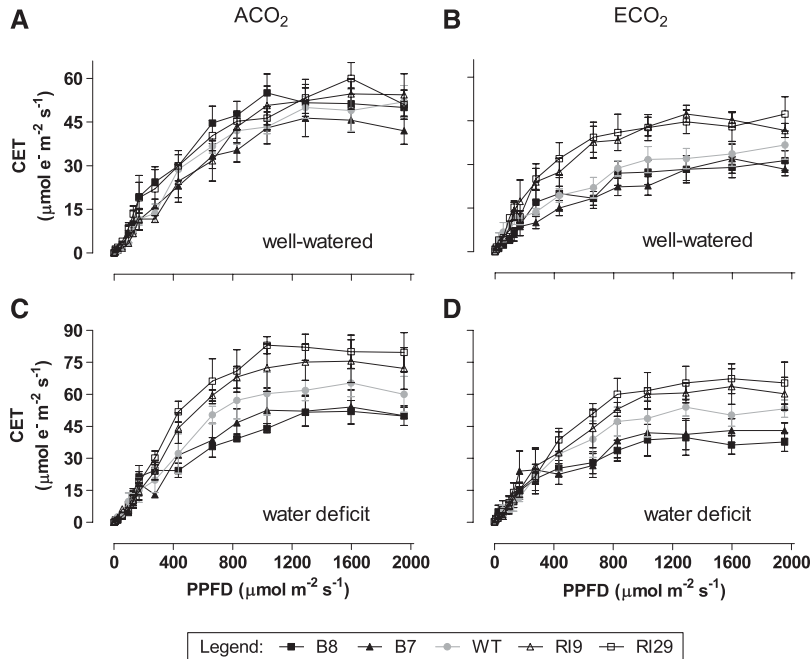 A
ACO₂
B
ECO₂
CET
(μmol e⁻ m⁻² s⁻¹)
60
45
30
15
0
well-watered
well-watered
C
D
CET
(μmol e⁻ m⁻² s⁻¹)
90
75
60
45
30
15
0
water deficit
water deficit
0 400 800 1200 1600 2000
0 400 800 1200 1600 2000
PPFD (μmol m⁻² s⁻¹)
PPFD (μmol m⁻² s⁻¹)
Legend: B8 B7 WT RI9 RI29